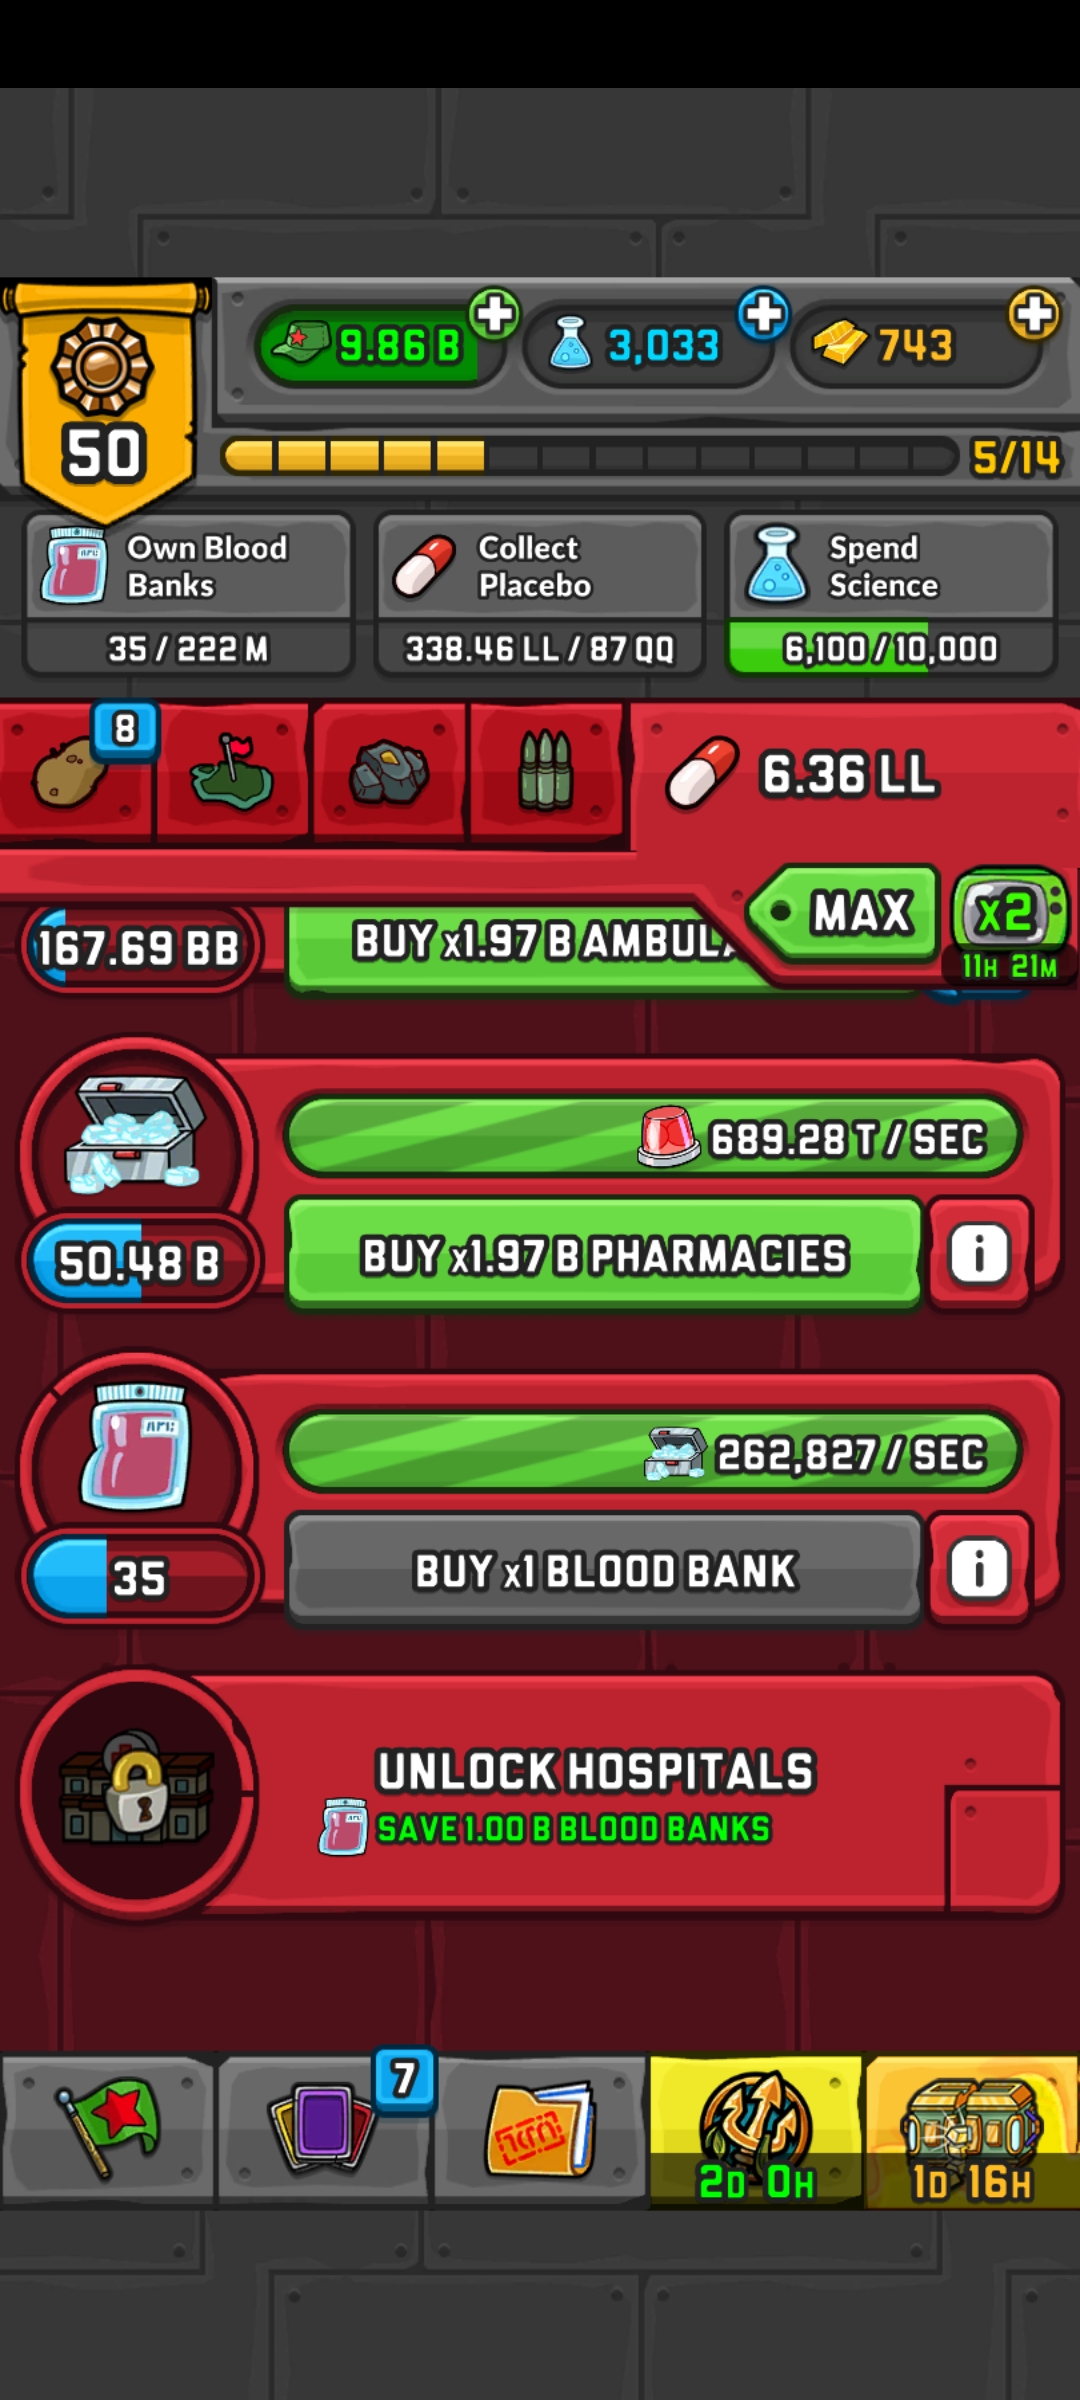 9.86 B
3,033
743
50
5/14
Own Blood
Banks
35 / 222 M
Collect
Placebo
338.46 LL / 87 QQ
Spend
Science
6,100 / 10,000
8
6.36 LL
MAX
x2
11H 21M
167.69 BB
BUY x1.97 B AMBUL
689.28 T / SEC
50.48 B
BUY x1.97 B PHARMACIES
i
262,827 / SEC
35
BUY x1 BLOOD BANK
i
UNLOCK HOSPITALS
SAVE 1.00 B BLOOD BANKS
7
2D 0H
1D 16H